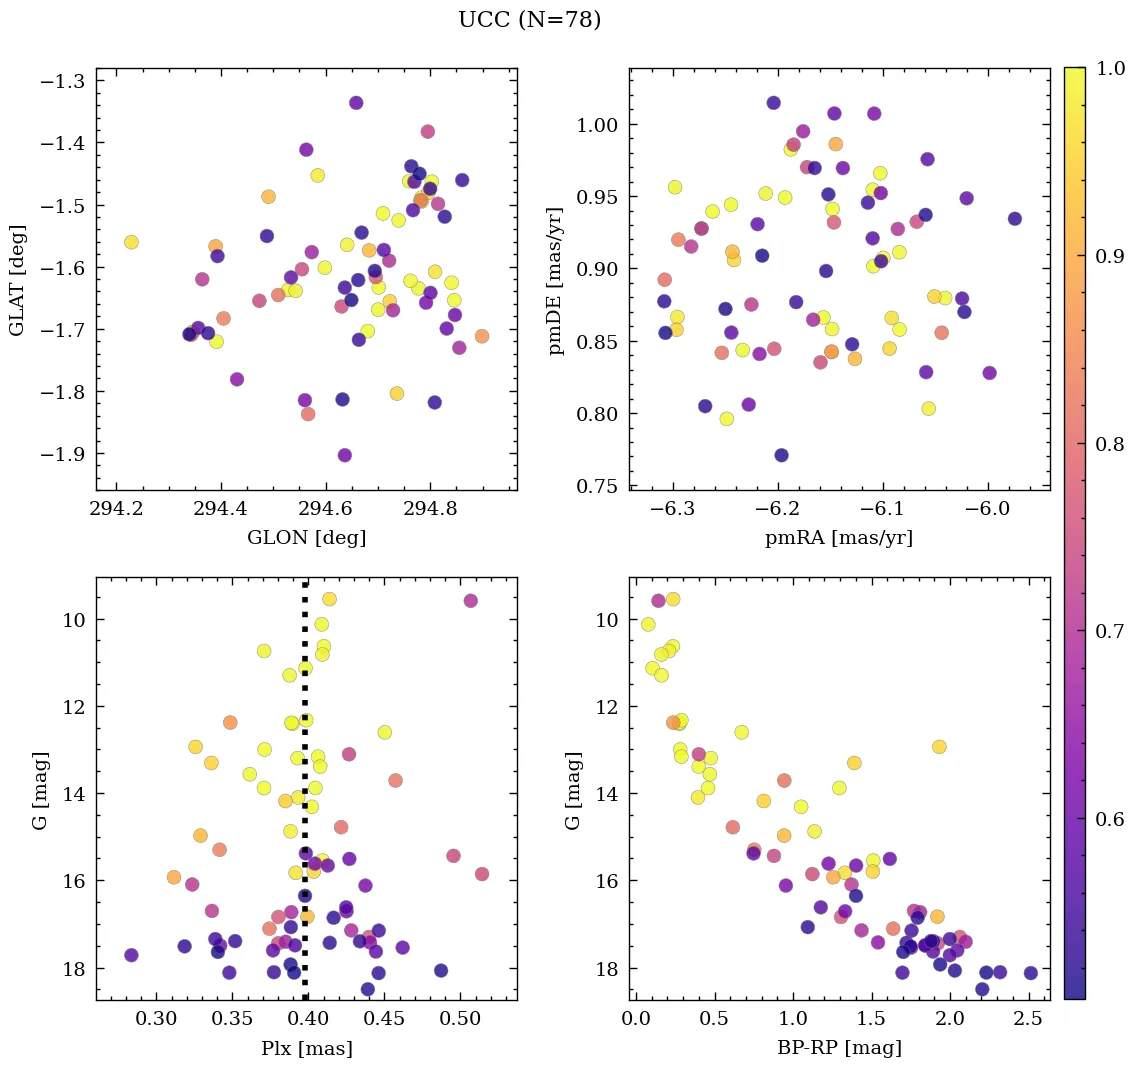 UCC (N=78)
−1.3
−1.4
−1.5
−1.6
−1.7
−1.8
−1.9
GLAT [deg]
294.2 294.4 294.6 294.8
GLON [deg]
1.00
0.95
0.90
0.85
0.80
0.75
pmDE [mas/yr]
−6.3 −6.2 −6.1 −6.0
pmRA [mas/yr]
1.0
0.9
0.8
0.7
0.6
10
12
14
16
18
G [mag]
0.30 0.35 0.40 0.45 0.50
Plx [mas]
10
12
14
16
18
G [mag]
0.0 0.5 1.0 1.5 2.0 2.5
BP-RP [mag]